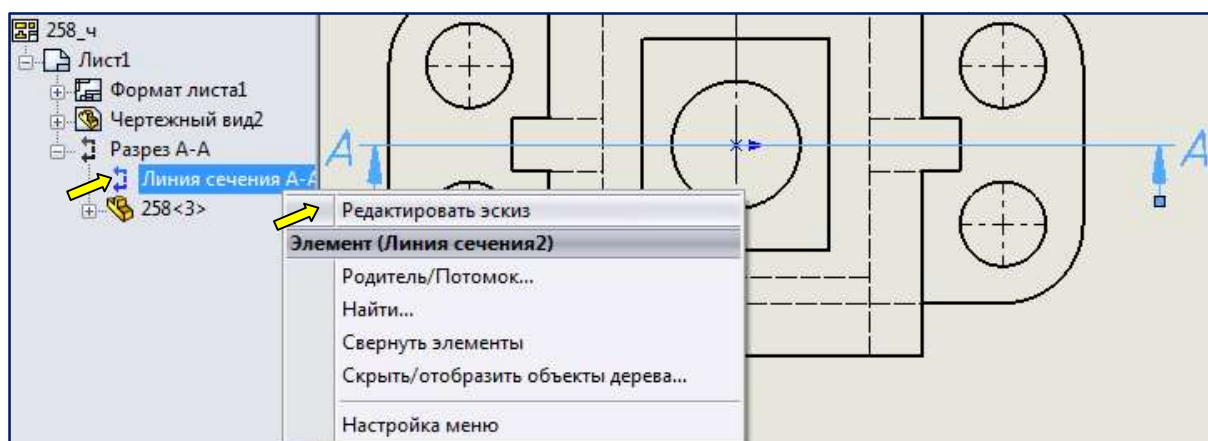 258_ч
Лист1
Формат листа1
Чертежный вид2
Разрез А-А
Линия сечения А-А
258<3>
А
А
Редактировать эскиз
Элемент (Линия сечения2)
Родитель/Потомок...
Найти...
Свернуть элементы
Скрыть/отобразить объекты дерева...
Настройка меню